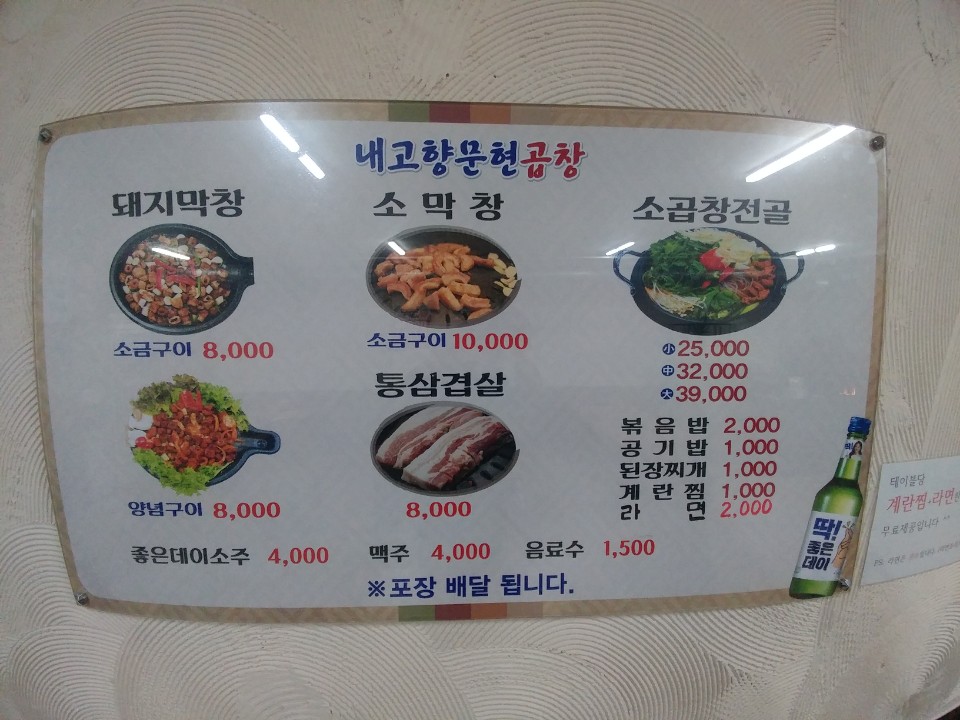 내고향문현곱창
돼지막창
소금구이 8,000
양념구이 8,000
소 막 창
소금구이 10,000
통삼겹살
8,000
소곱창전골
小 25,000
中 32,000
大 39,000
볶 음 밥 2,000
공 기 밥 1,000
된장찌개 1,000
계 란 찜 1,000
라 면 2,000
좋은데이소주 4,000 맥주 4,000 음료수 1,500
※포장 배달 됩니다.
딱!
좋은
데이
테이블당
계란찜+라면
무료제공입니다 ^^